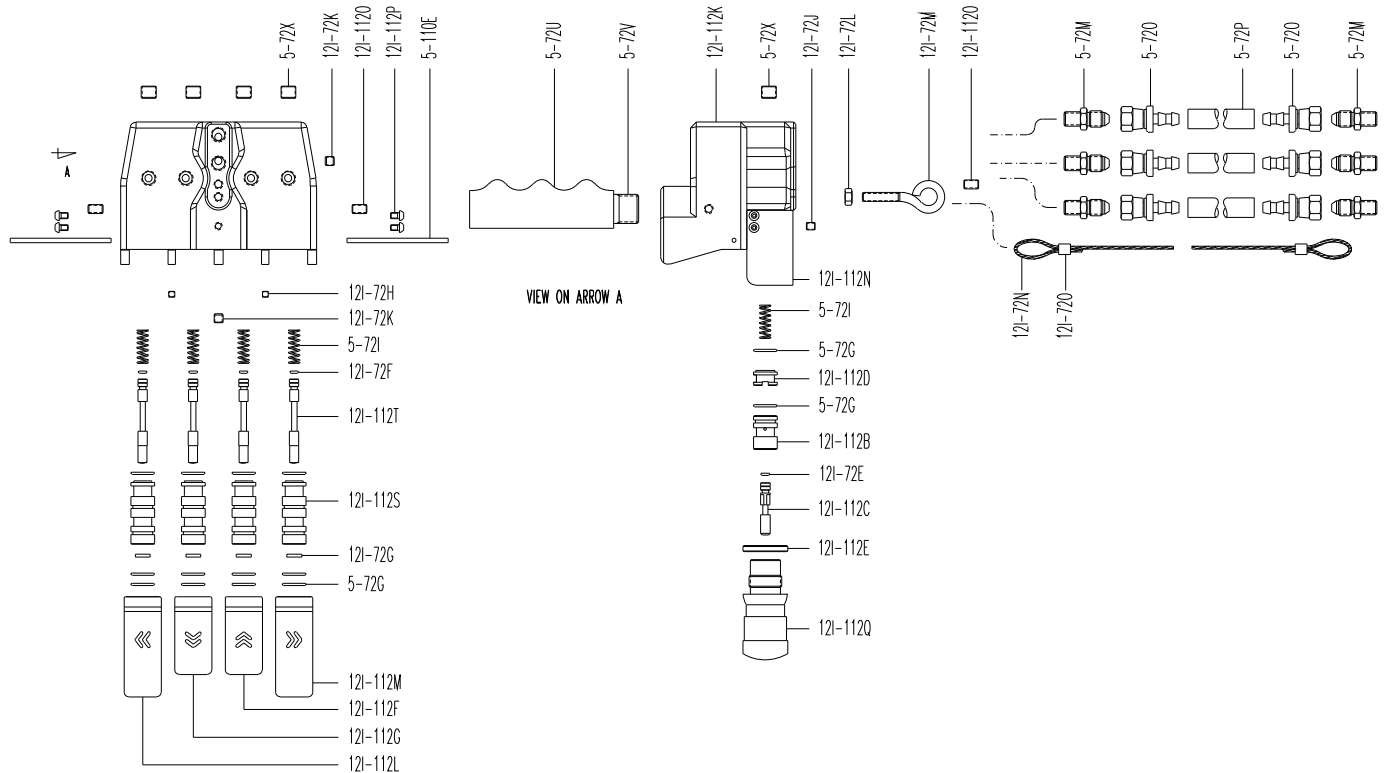 5-72X
12I-72K
12I-112O
12I-112P
5-110E
5-72U
5-72V
12I-112K
5-72X
12I-72J
12I-72L
12I-72M
12I-112O
5-72M
5-72O
5-72P
5-72O
5-72M
A
12I-112N
12I-72N
12I-72O
VIEW ON ARROW A
12I-72H
12I-72K
5-72I
12I-72F
12I-112T
12I-112S
12I-72G
5-72G
12I-112M
12I-112F
12I-112G
12I-112L
5-72I
5-72G
12I-112D
5-72G
12I-112B
12I-72E
12I-112C
12I-112E
12I-112Q